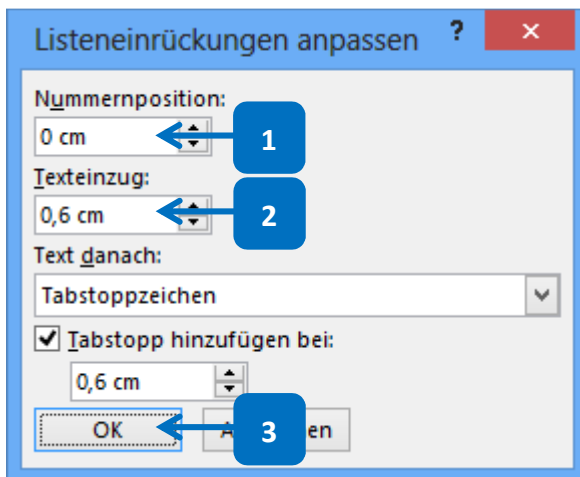 Listeneinrückungen anpassen ? ×
Nummernposition:
0 cm 1
Texteinzug:
0,6 cm 2
Text danach:
Tabstoppzeichen
Tabstopp hinzufügen bei:
0,6 cm
OK 3